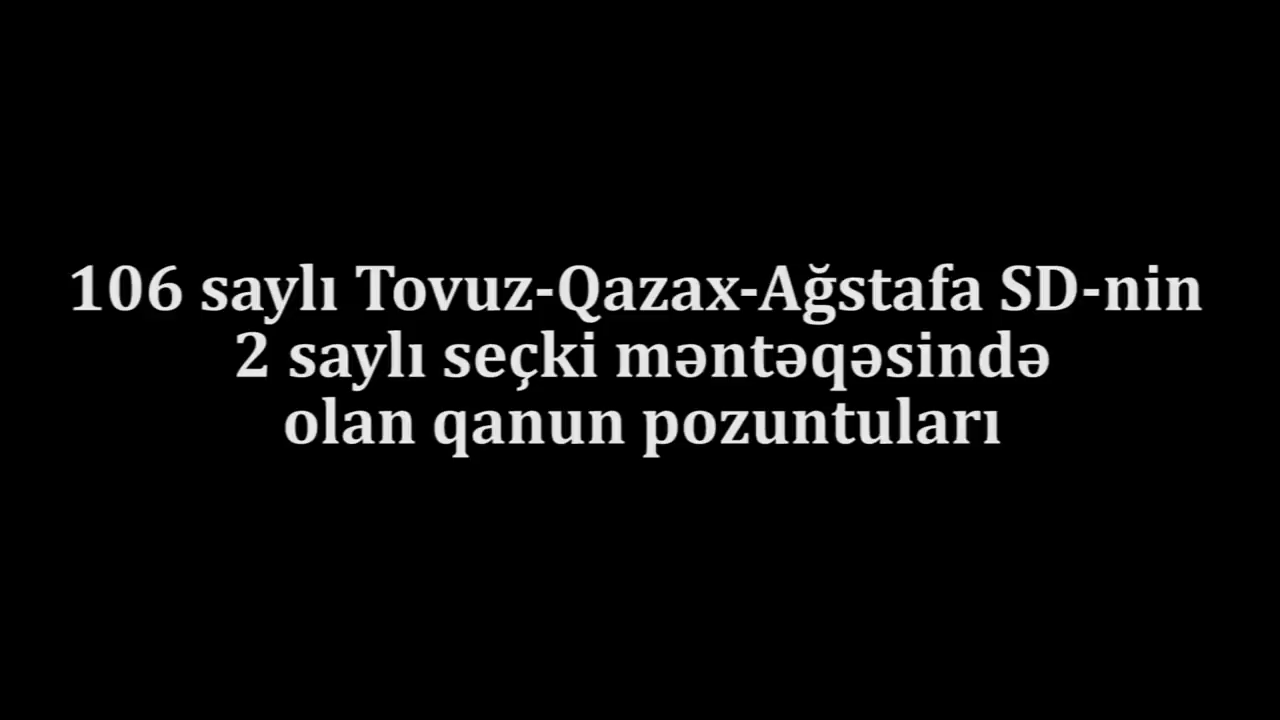 106 saylı Tovuz-Qazax-Ağstafa SD-nin
2 saylı seçki məntəqəsində
olan qanun pozuntuları